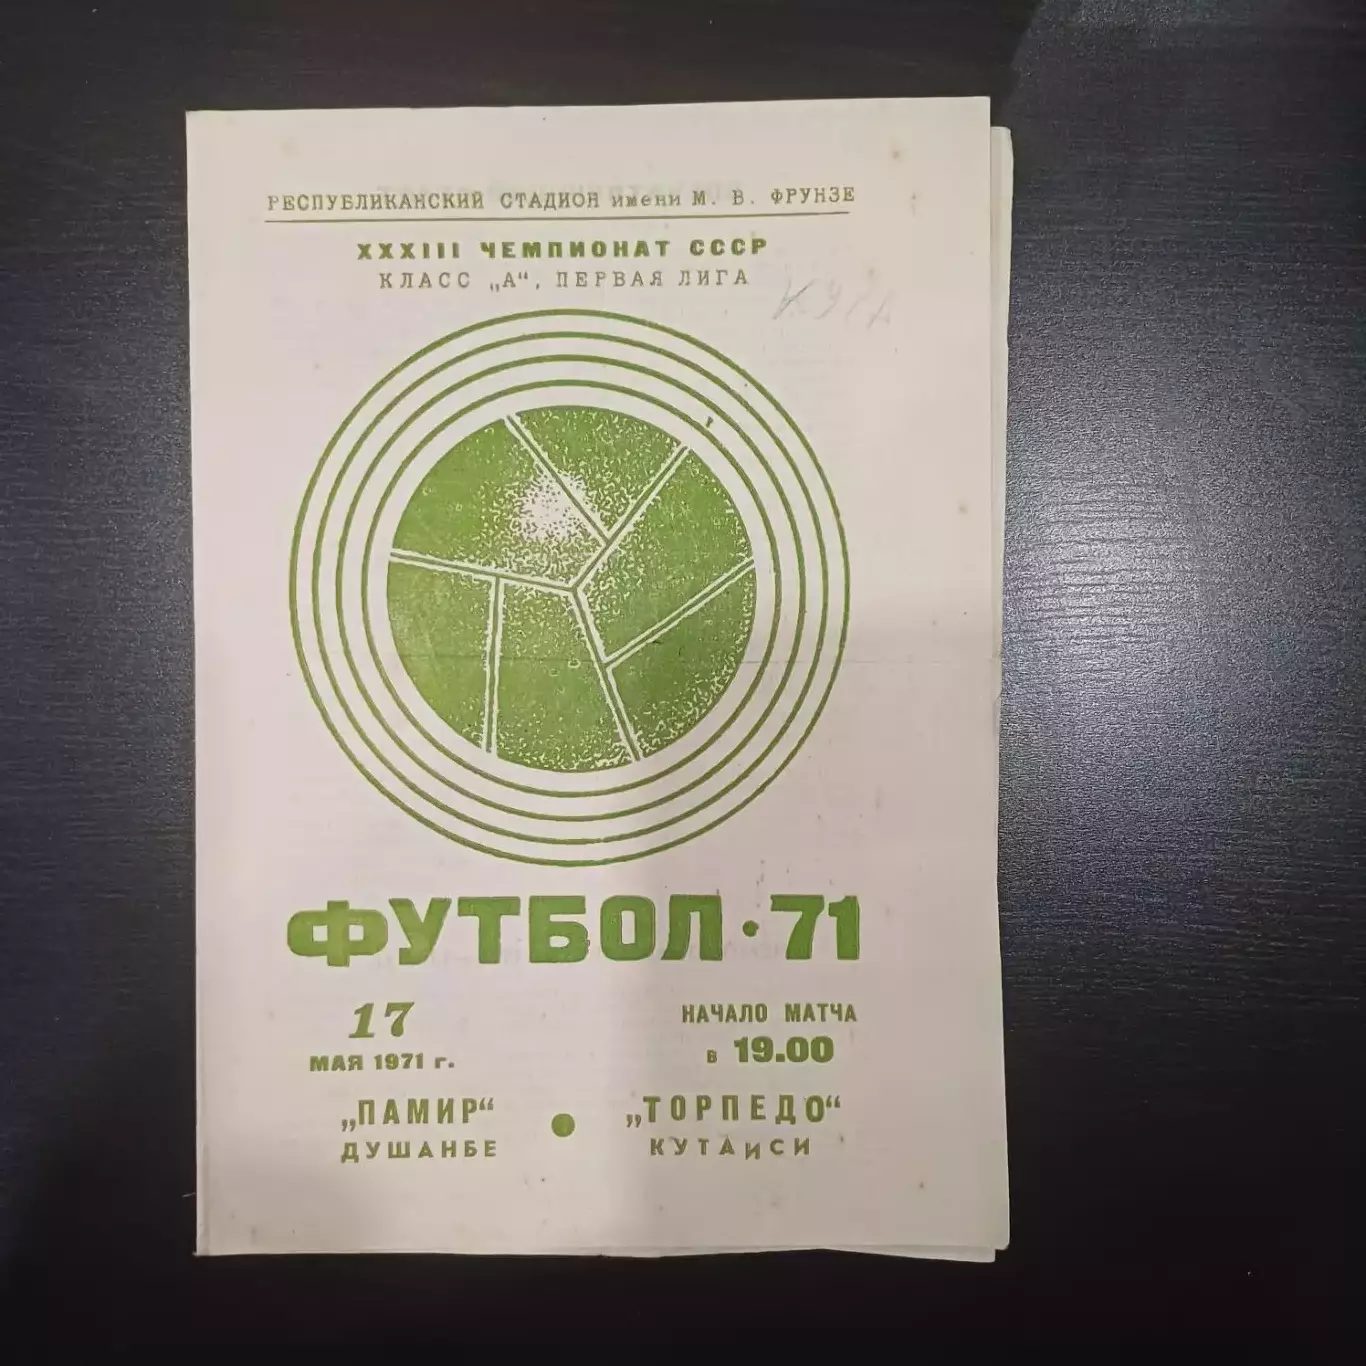 РЕСПУБЛИКАНСКИЙ СТАДИОН имени М. В. ФРУНЗЕ
XXXIII ЧЕМПИОНАТ СССР
КЛАСС „А“, ПЕРВАЯ ЛИГА
ФУТБОЛ·71
17 НАЧАЛО МАТЧА
МАЯ 1971 г. в 19.00
„ПАМИР“ • „ТОРПЕДО“
ДУШАНБЕ КУТАиСИ